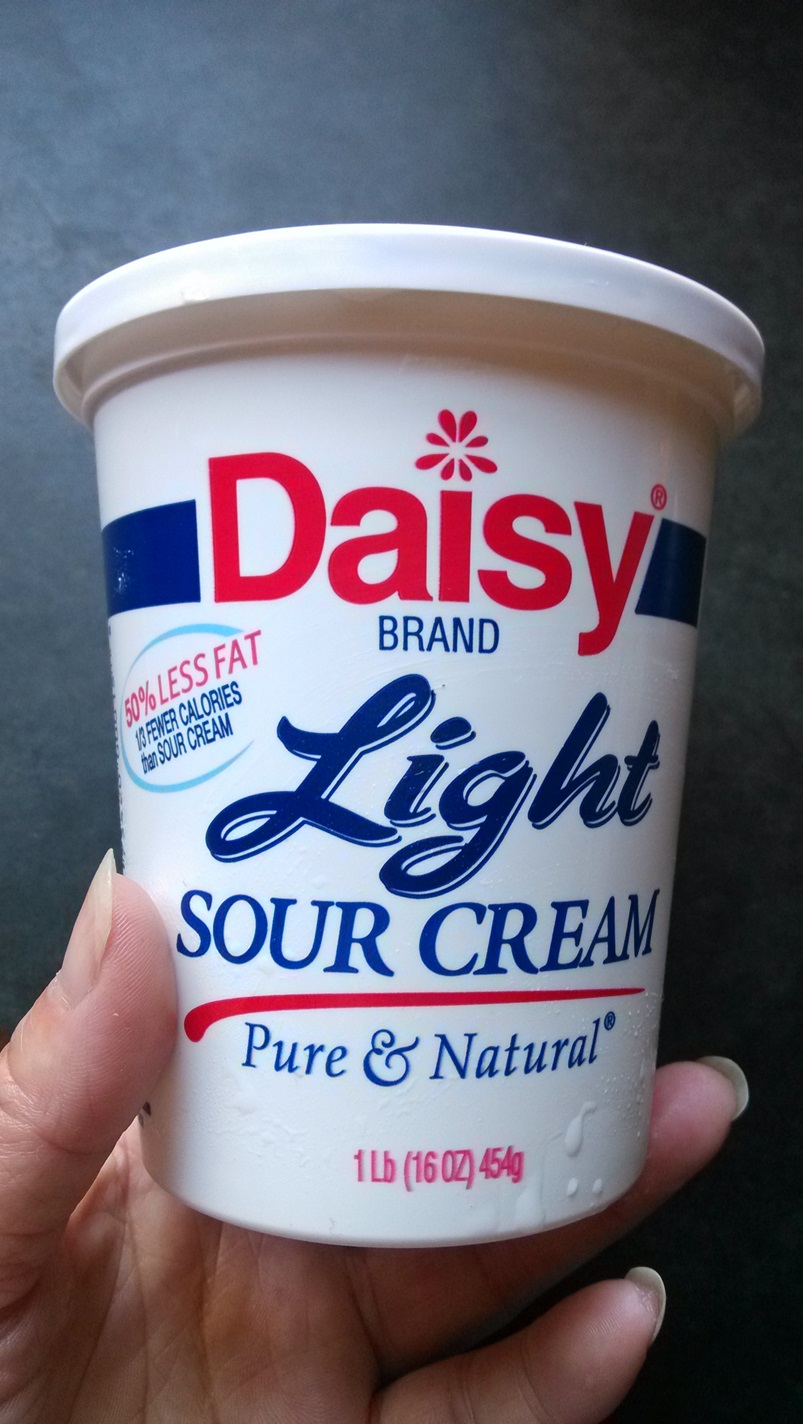 Daisy®
BRAND
50% LESS FAT
1/3 FEWER CALORIES
than SOUR CREAM
Light
SOUR CREAM
Pure & Natural®
1 Lb (16 OZ) 454g